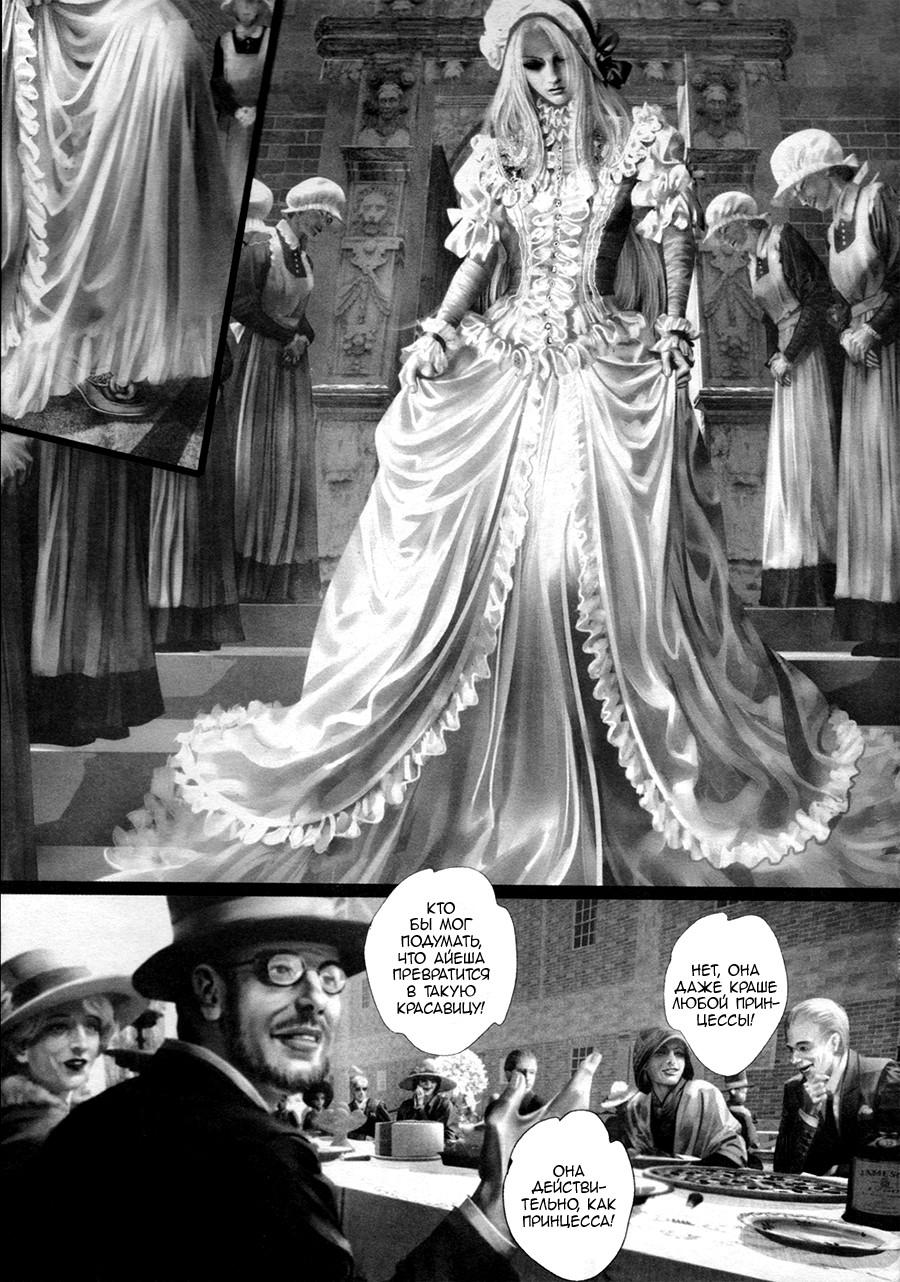 КТО
БЫ МОГ
ПОДУМАТЬ,
ЧТО АЙЕША
ПРЕВРАТИТСЯ
В ТАКУЮ
КРАСАВИЦУ!
ОНА
ДЕЙСТВИ-
ТЕЛЬНО, КАК
ПРИНЦЕССА!
НЕТ, ОНА
ДАЖЕ КРАШЕ
ЛЮБОЙ ПРИН-
ЦЕССЫ!